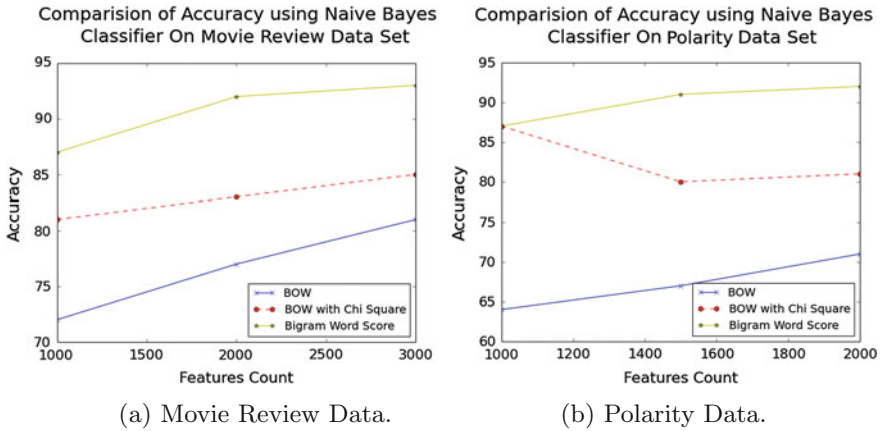 Comparision of Accuracy using Naive Bayes
Classifier On Movie Review Data Set
95
90
85
80
75
70
Accuracy
1000
1500
2000
2500
3000
Features Count
BOW
BOW with Chi Square
Bigram Word Score
(a) Movie Review Data.
Comparision of Accuracy using Naive Bayes
Classifier On Polarity Data Set
95
90
85
80
75
70
65
60
Accuracy
1000
1200
1400
1600
1800
2000
Features Count
BOW
BOW with Chi Square
Bigram Word Score
(b) Polarity Data.